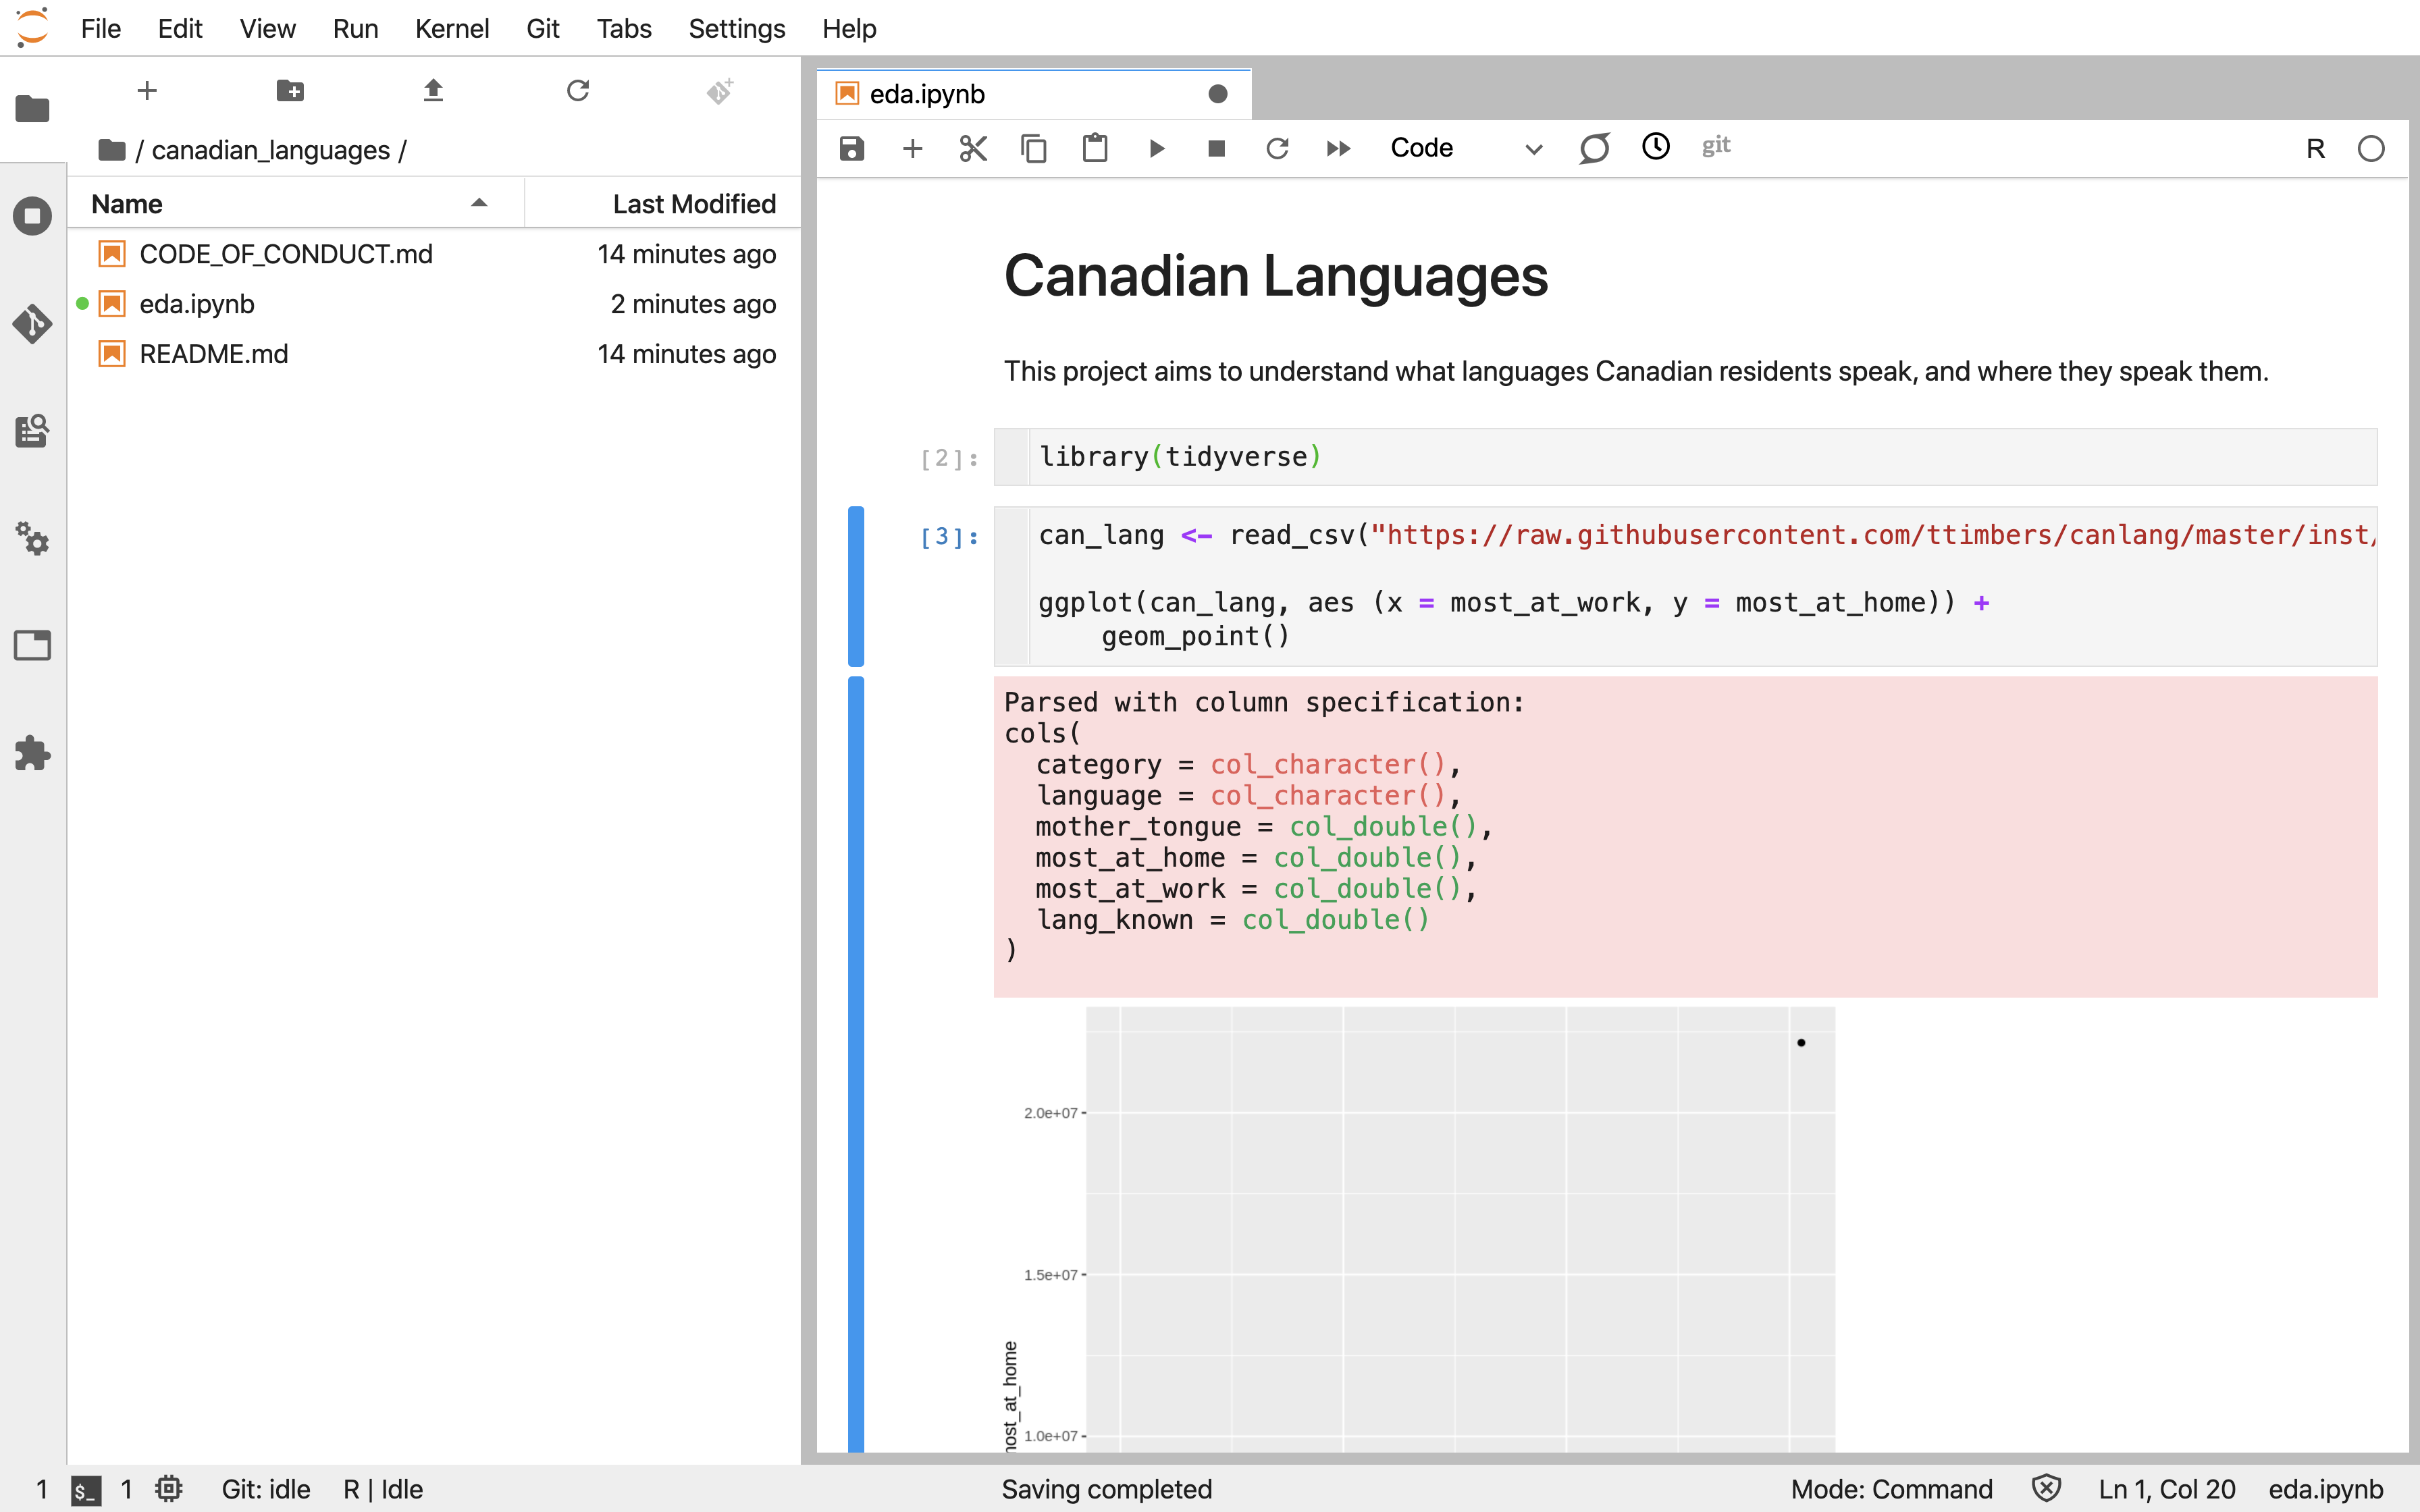 File Edit View Run Kernel Git Tabs Settings Help
/ canadian_languages /
Name Last Modified
CODE_OF_CONDUCT.md 14 minutes ago
eda.ipynb 2 minutes ago
README.md 14 minutes ago
eda.ipynb
Code git R
Canadian Languages
This project aims to understand what languages Canadian residents speak, and where they speak them.
[2]: library(tidyverse)
[3]: can_lang <- read_csv("https://raw.githubusercontent.com/ttimbers/canlang/master/inst/
ggplot(can_lang, aes (x = most_at_work, y = most_at_home)) +
geom_point()
Parsed with column specification:
cols(
category = col_character(),
language = col_character(),
mother_tongue = col_double(),
most_at_home = col_double(),
most_at_work = col_double(),
lang_known = col_double()
)
2.0e+07
1.5e+07
1.0e+07
most_at_home
1 $_ 1 Git: idle R | Idle Saving completed Mode: Command Ln 1, Col 20 eda.ipynb